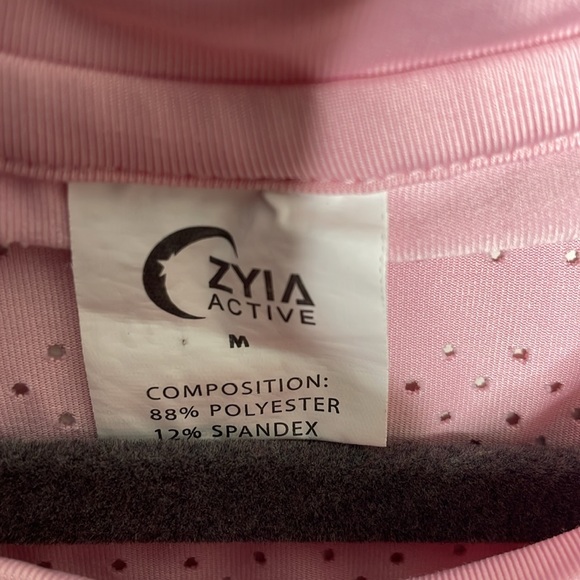 ZYIA
ACTIVE
M
COMPOSITION:
88% POLYESTER
12% SPANDEX